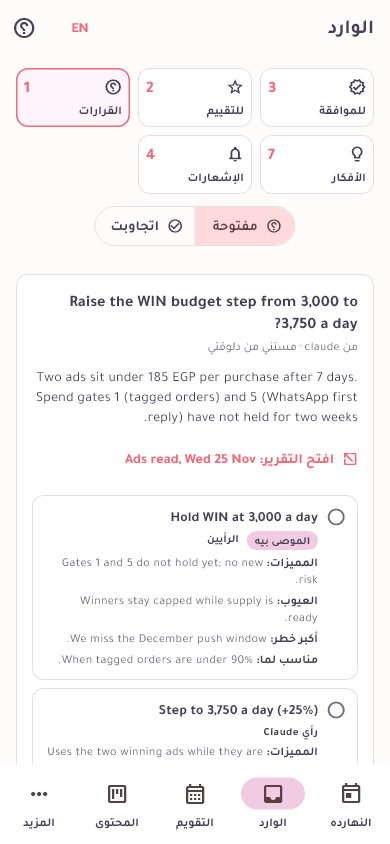 الوارد
EN
3
للموافقة
2
للتقييم
1
القرارات
7
الأفكار
4
الإشعارات
مفتوحة
اتجاوبت
Raise the WIN budget step from 3,000 to
3,750 a day?
من claude · مستني من دلوقتي
Two ads sit under 185 EGP per purchase after 7 days.
Spend gates 1 (tagged orders) and 5 (WhatsApp first
reply) have not held for two weeks.
افتح التقرير: Ads read, Wed 25 Nov
Hold WIN at 3,000 a day
الموصى بيه الرأيين
المميزات: Gates 1 and 5 do not hold yet; no new
risk.
العيوب: Winners stay capped while supply is
ready.
أكبر خطر: We miss the December push window.
مناسب لما: When tagged orders are under 90%.
Step to 3,750 a day (+25%)
رأي Claude
المميزات: Uses the two winning ads while they are
النهارده
الوارد
التقويم
المحتوى
المزيد